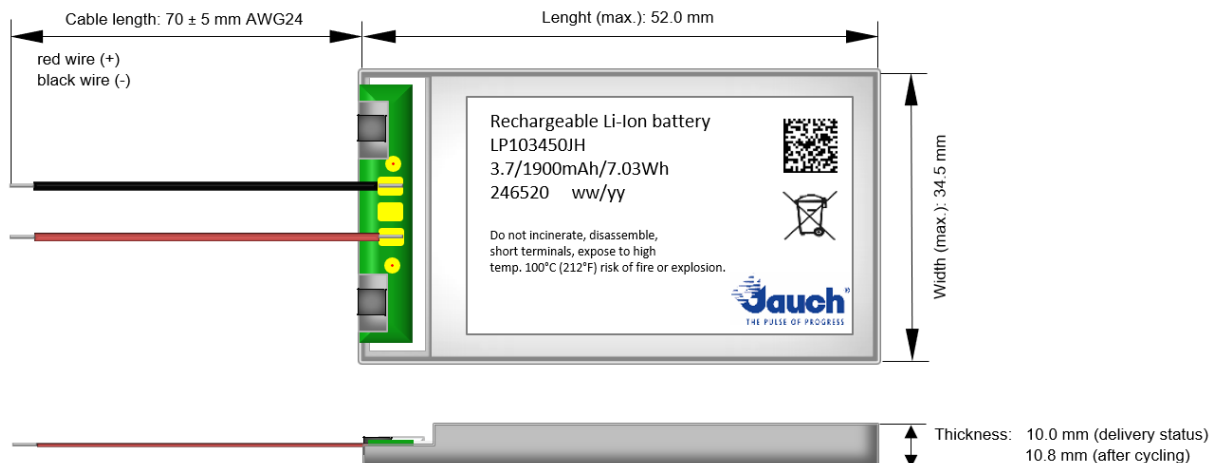 Cable length: 70 ± 5 mm AWG24
Lenght (max.): 52.0 mm
red wire (+)
black wire (-)
Rechargeable Li-Ion battery
LP103450JH
3.7/1900mAh/7.03Wh
246520 ww/yy
Do not incinerate, disassemble,
short terminals, expose to high
temp. 100°C (212°F) risk of fire or explosion.
Jauch
THE PULSE OF PROGRESS
Width (max.): 34.5 mm
Thickness: 10.0 mm (delivery status)
10.8 mm (after cycling)